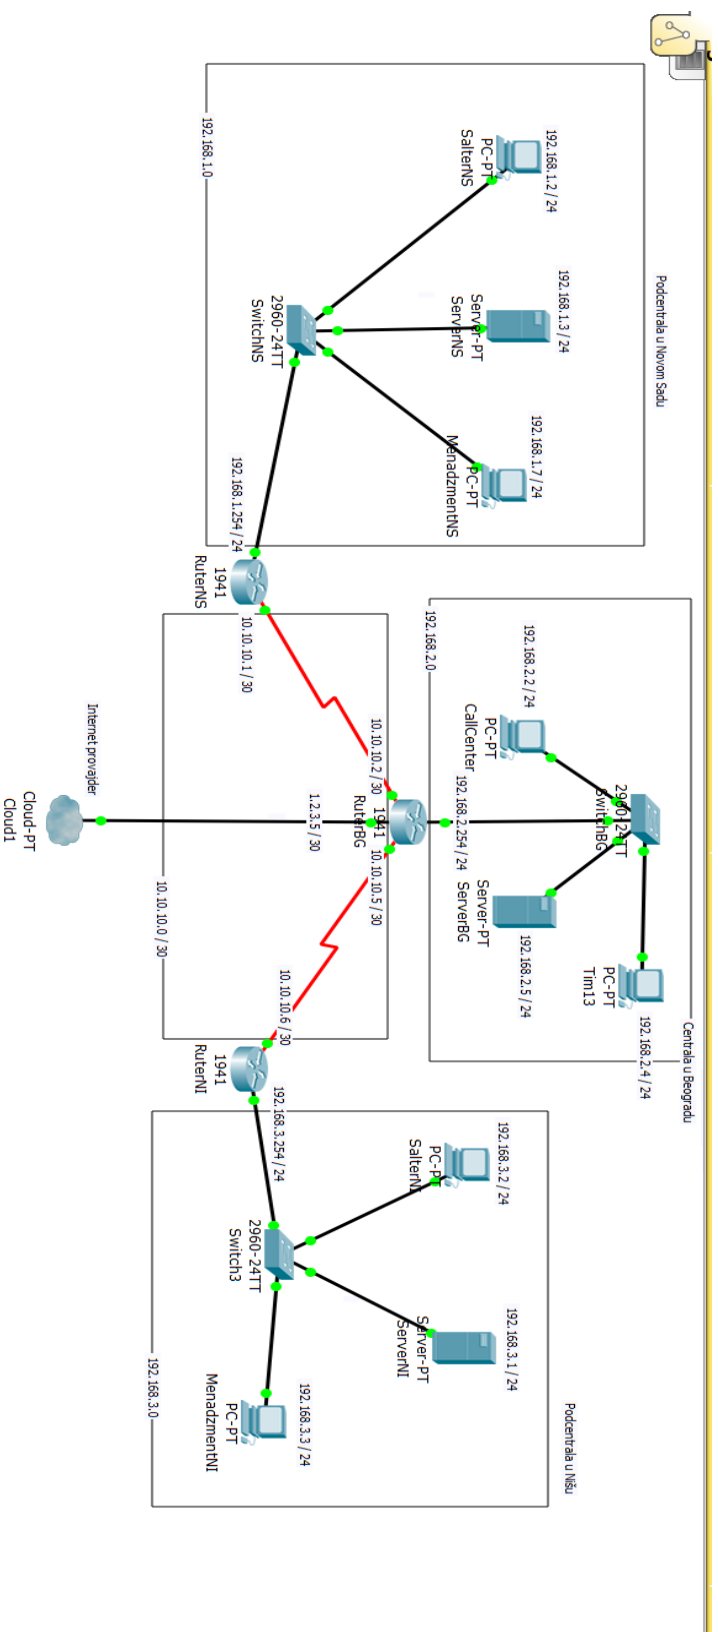 Podcentrala u Novom Sadu
192.168.1.2 / 24
PC-PT
SalterNS
192.168.1.3 / 24
Server-PT
ServerNS
192.168.1.7 / 24
PC-PT
MenadzmentNS
2960-24TT
SwitchNS
192.168.1.0
192.168.1.254 / 24
1941
RuterNS
10.10.10.1 / 30
Centrala u Beogradu
192.168.2.0
192.168.2.2 / 24
PC-PT
CallCenter
2960-24TT
SwitchBG
192.168.2.4 / 24
PC-PT
Tim13
192.168.2.5 / 24
Server-PT
ServerBG
192.168.2.254 / 24
10.10.10.2 / 30
1941
RuterBG
10.10.10.5 / 30
1.2.3.5 / 30
10.10.10.0 / 30
Internet provajder
Cloud-PT
Cloud1
10.10.10.6 / 30
1941
RuterNI
192.168.3.254 / 24
Podcentrala u Nišu
192.168.3.2 / 24
PC-PT
SalterNI
192.168.3.1 / 24
Server-PT
ServerNI
2960-24TT
Switch3
192.168.3.3 / 24
PC-PT
MenadzmentNI
192.168.3.0